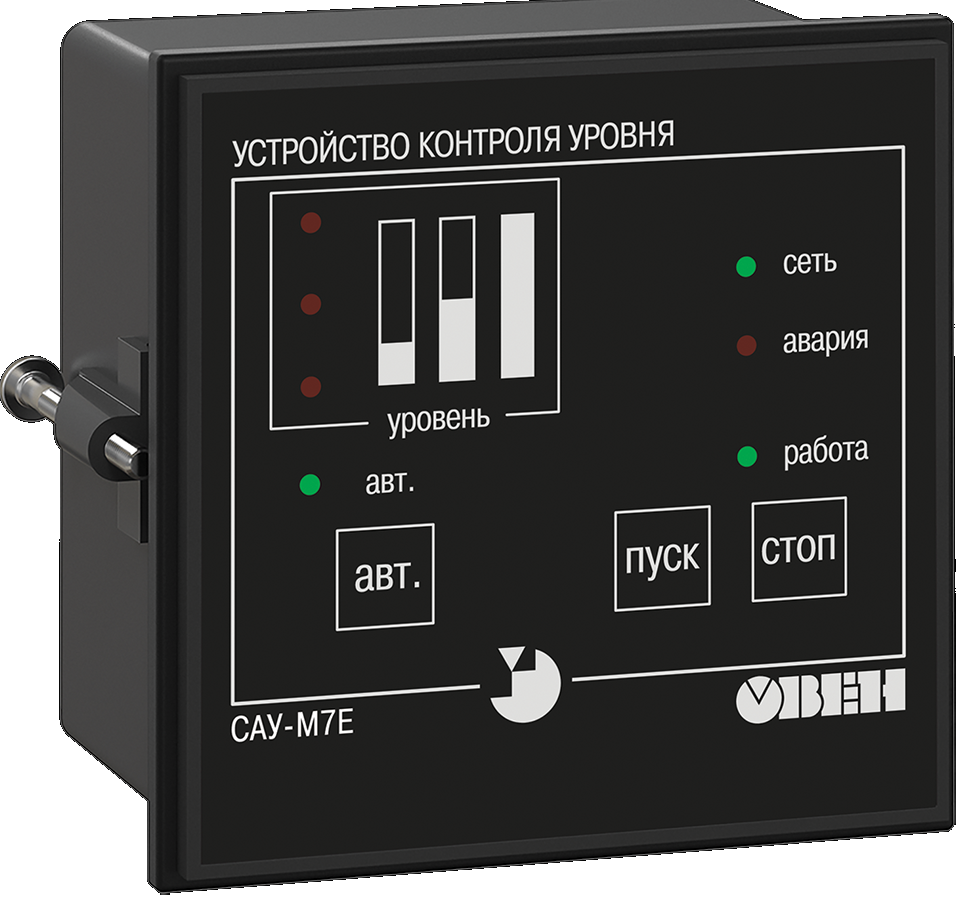 УСТРОЙСТВО КОНТРОЛЯ УРОВНЯ
сеть
авария
уровень
авт.
работа
авт.
пуск
стоп
САУ-М7Е
ОВЕН